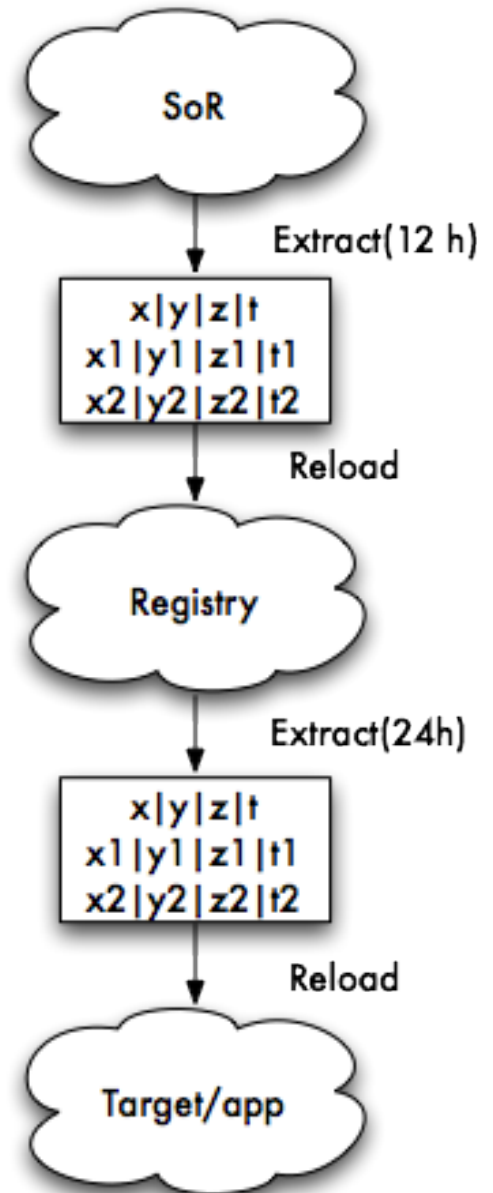 SoR
Extract(12 h)
x|y|z|t
x1|y1|z1|t1
x2|y2|z2|t2
Reload
Registry
Extract(24h)
x|y|z|t
x1|y1|z1|t1
x2|y2|z2|t2
Reload
Target/app